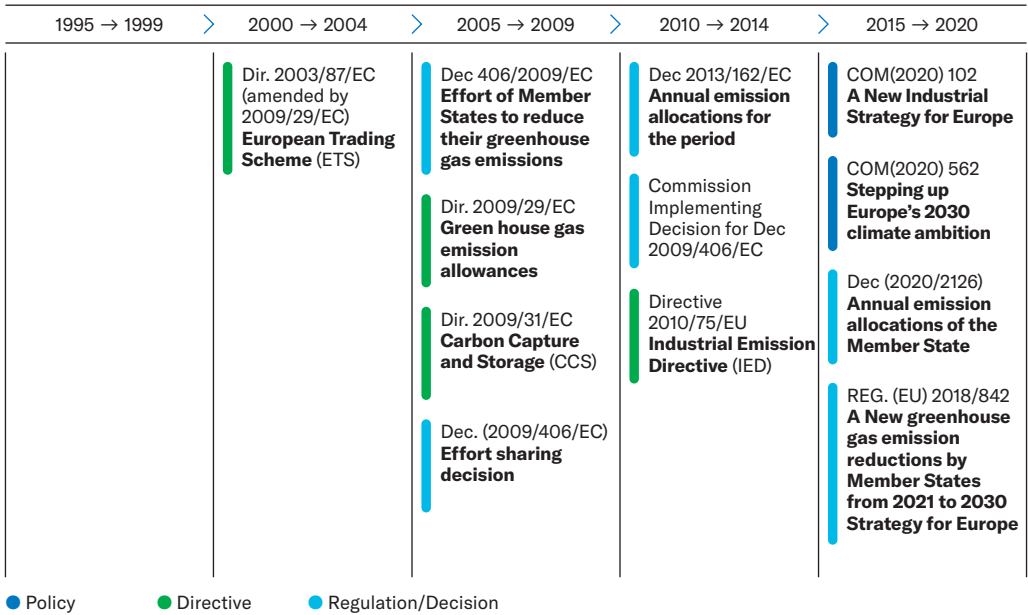 1995 → 1999
2000 → 2004
2005 → 2009
2010 → 2014
2015 → 2020
Dir. 2003/87/EC
(amended by
2009/29/EC)
European Trading
Scheme (ETS)
Dec 406/2009/EC
Effort of Member
States to reduce
their greenhouse
gas emissions
Dir. 2009/29/EC
Green house gas
emission
allowances
Dir. 2009/31/EC
Carbon Capture
and Storage (CCS)
Dec. (2009/406/EC)
Effort sharing
decision
Dec 2013/162/EC
Annual emission
allocations for
the period
Commission
Implementing
Decision for Dec
2009/406/EC
Directive
2010/75/EU
Industrial Emission
Directive (IED)
COM(2020) 102
A New Industrial
Strategy for Europe
COM(2020) 562
Stepping up
Europe's 2030
climate ambition
Dec (2020/2126)
Annual emission
allocations of the
Member State
REG. (EU) 2018/842
A New greenhouse
gas emission
reductions by
Member States
from 2021 to 2030
Strategy for Europe
Policy
Directive
Regulation/Decision